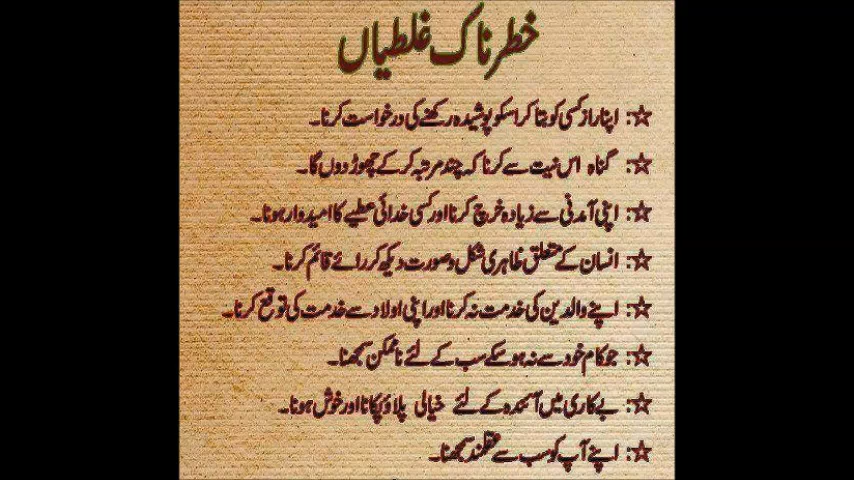 خطرناک غلطیاں
☆: اپنا راز کسی کو بتا کر اسکو پوشیدہ رکھنے کی درخواست کرنا۔
☆: گناہ اس نیت سے کرنا کہ چند مرتبہ کر کے چھوڑ دوں گا۔
☆: اپنی آمدنی سے زیادہ خرچ کرنا اور کسی خدائی عطیے کا امیدوار ہونا۔
☆: انسان کے متعلق ظاہری شکل و صورت دیکھ کر رائے قائم کرنا۔
☆: اپنے والدین کی خدمت نہ کرنا اور اپنی اولاد سے خدمت کی توقع کرنا۔
☆: جو کام خود سے نہ ہو سکے سب کے لئے ناممکن سمجھنا۔
☆: بے کاری میں آئندہ کے لئے خیالی پلاؤ پکانا اور خوش ہونا۔
☆: اپنے آپ کو سب سے عقلمند سمجھنا۔